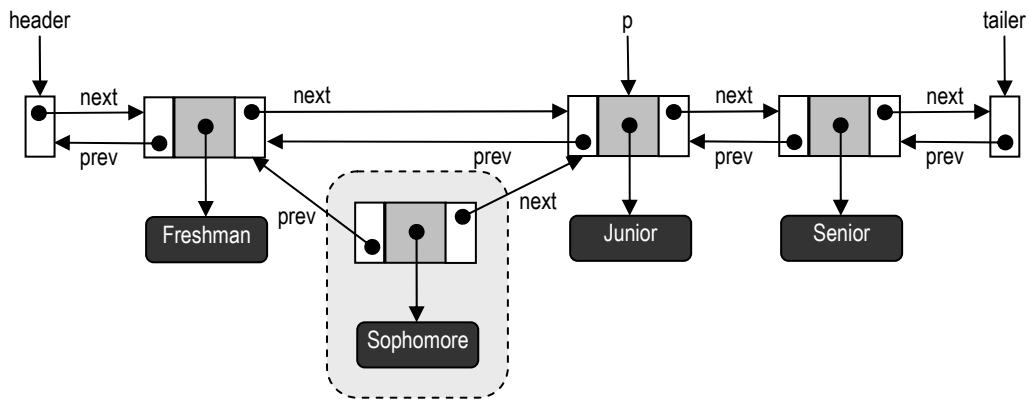 header
p
tailer
next
next
next
next
prev
prev
prev
prev
prev
next
Freshman
Junior
Senior
Sophomore